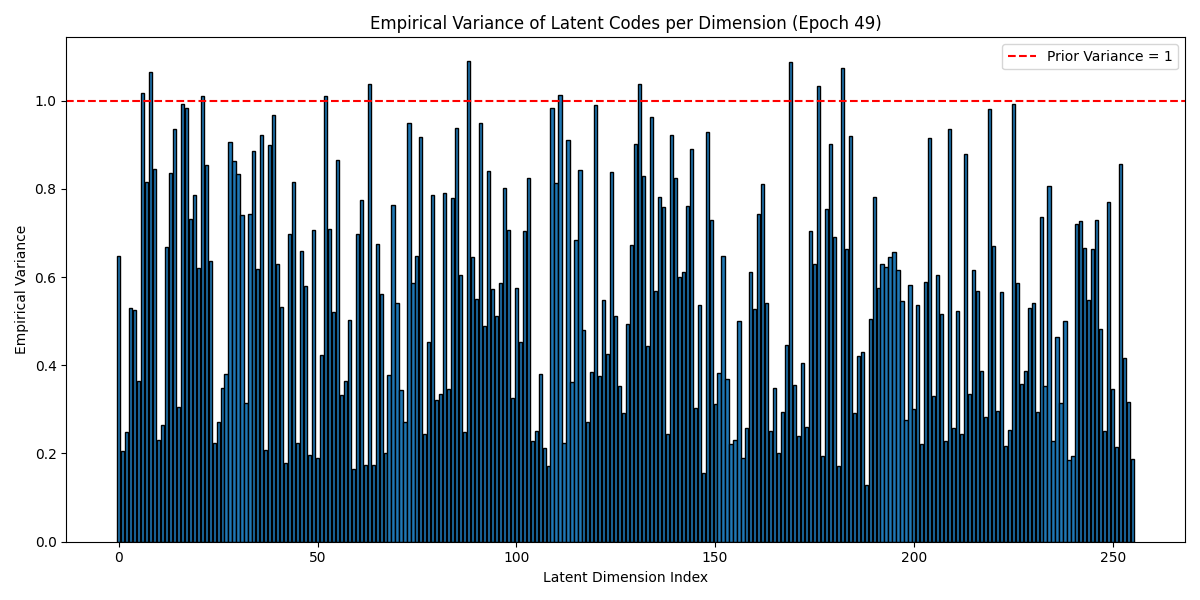 Empirical Variance of Latent Codes per Dimension (Epoch 49)
Prior Variance = 1
Empirical Variance
1.0
0.8
0.6
0.4
0.2
0.0
0 50 100 150 200 250
Latent Dimension Index